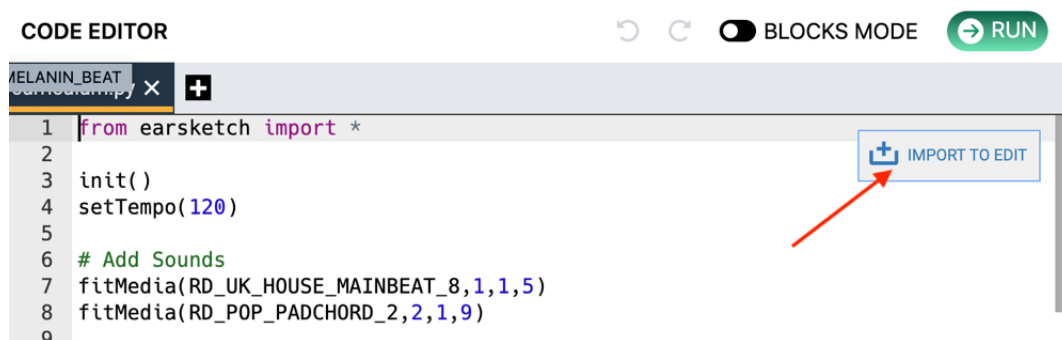 CODE EDITOR
BLOCKS MODE
RUN
MELANIN_BEAT
1 from earsketch import *
2
3 init()
4 setTempo(120)
5
6 # Add Sounds
7 fitMedia(RD_UK_HOUSE_MAINBEAT_8,1,1,5)
8 fitMedia(RD_POP_PADCHORD_2,2,1,9)
9
IMPORT TO EDIT